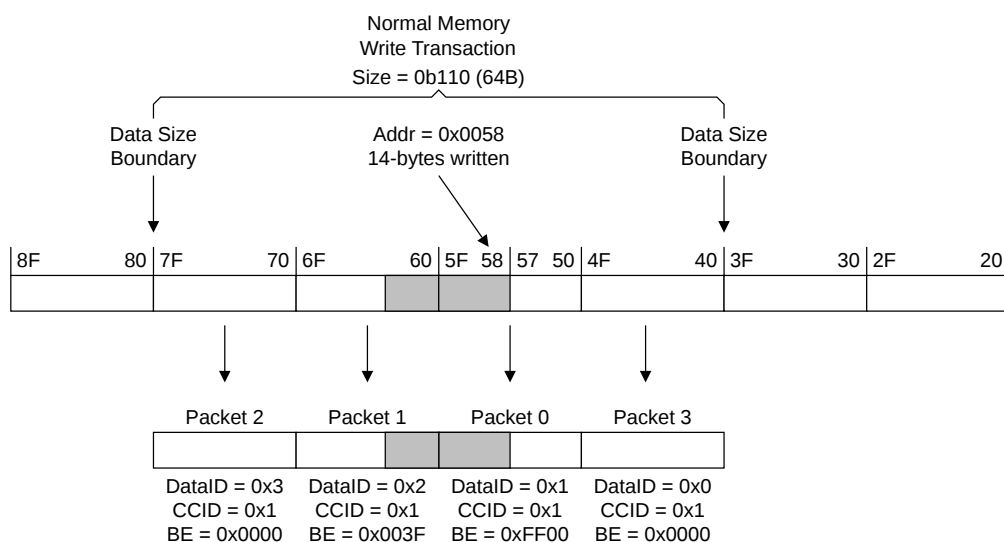 Normal Memory
Write Transaction
Size = 0b110 (64B)
Data Size
Boundary
Addr = 0x0058
14-bytes written
Data Size
Boundary
8F 80 7F 70 6F 60 5F 58 57 50 4F 40 3F 30 2F 20
Packet 2 Packet 1 Packet 0 Packet 3
DataID = 0x3 DataID = 0x2 DataID = 0x1 DataID = 0x0
CCID = 0x1 CCID = 0x1 CCID = 0x1 CCID = 0x1
BE = 0x0000 BE = 0x003F BE = 0xFF00 BE = 0x0000